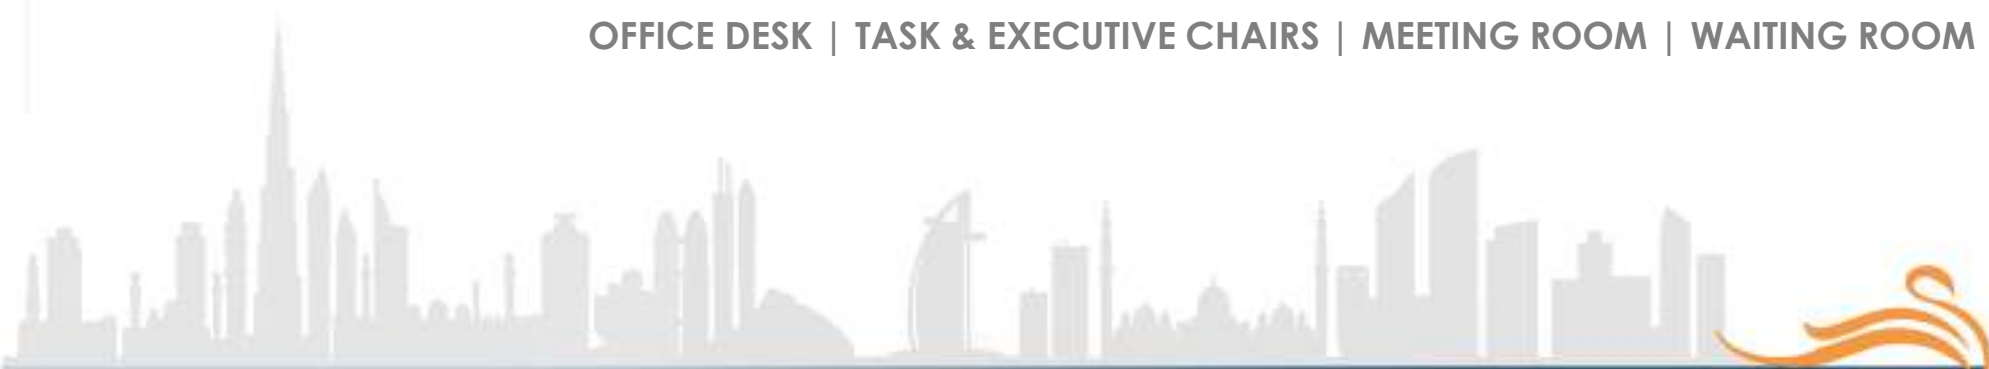 OFFICE DESK | TASK & EXECUTIVE CHAIRS | MEETING ROOM | WAITING ROOM